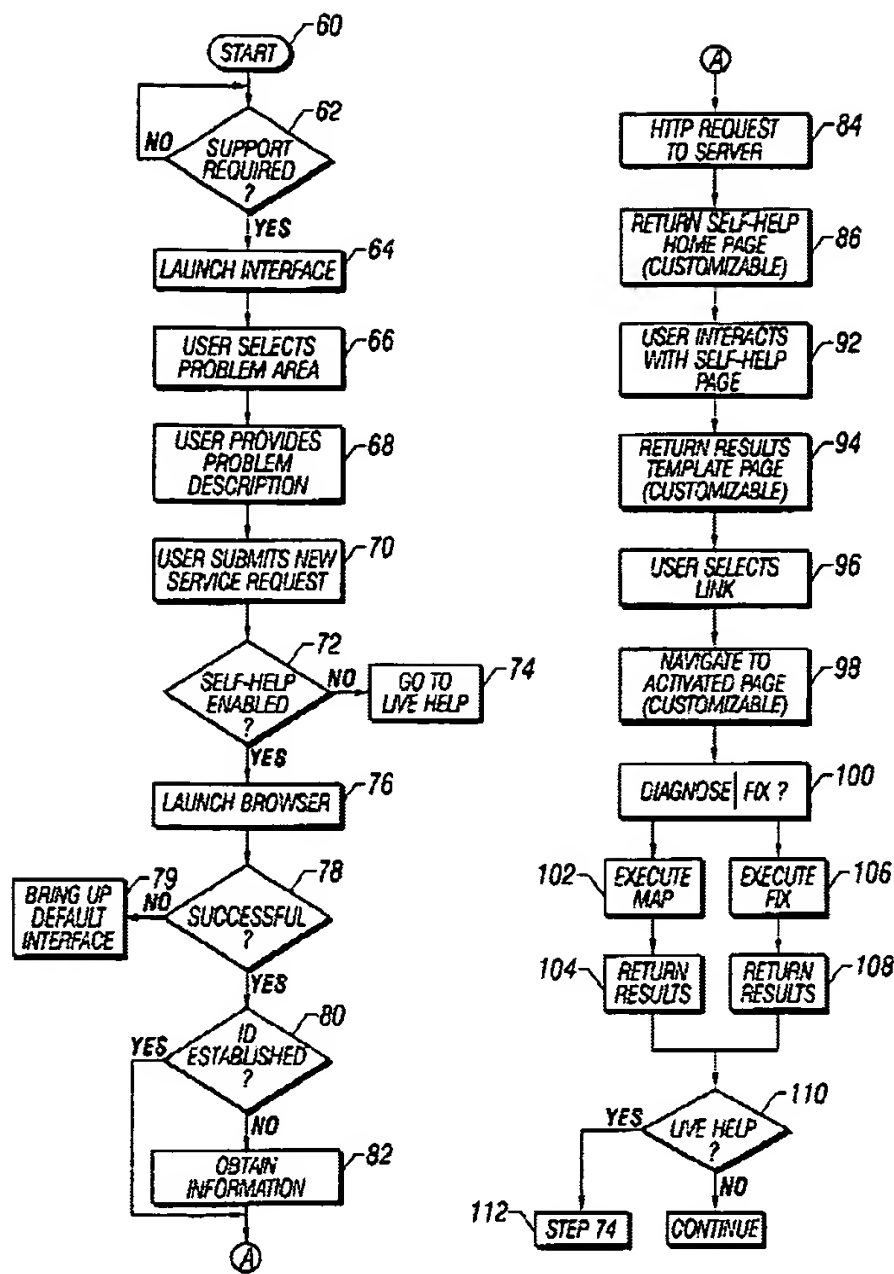 START
60
62
NO
SUPPORT
REQUIRED
?
YES
64
LAUNCH INTERFACE
66
USER SELECTS
PROBLEM AREA
68
USER PROVIDES
PROBLEM
DESCRIPTION
70
USER SUBMITS NEW
SERVICE REQUEST
72
SELF-HELP
ENABLED
?
NO
74
GO TO
LIVE HELP
YES
76
LAUNCH BROWSER
78
SUCCESSFUL
?
NO
79
BRING UP
DEFAULT
INTERFACE
YES
80
ID
ESTABLISHED
?
YES
NO
82
OBTAIN
INFORMATION
A
A
HTTP REQUEST
TO SERVER
84
RETURN SELF-HELP
HOME PAGE
(CUSTOMIZABLE)
86
USER INTERACTS
WITH SELF-HELP
PAGE
92
RETURN RESULTS
TEMPLATE PAGE
(CUSTOMIZABLE)
94
USER SELECTS
LINK
96
NAVIGATE TO
ACTIVATED PAGE
(CUSTOMIZABLE)
98
DIAGNOSE | FIX ?
100
102
EXECUTE
MAP
EXECUTE
FIX
106
104
RETURN
RESULTS
RETURN
RESULTS
108
110
YES
LIVE HELP
?
NO
112
STEP 74
CONTINUE